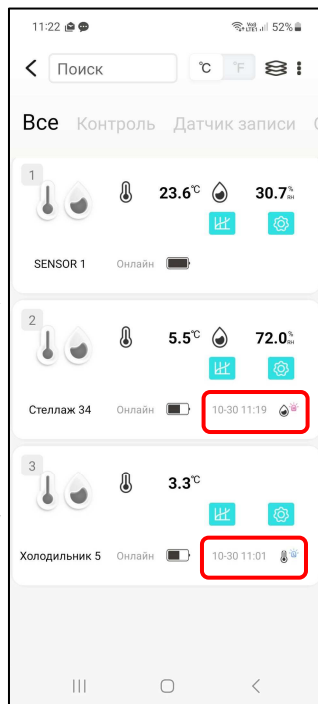 11:22 52%
Поиск °C °F
Все Контроль Датчик записи
1
23.6°C 30.7%RH
SENSOR 1 Онлайн
2
5.5°C 72.0%RH
Стеллаж 34 Онлайн 10-30 11:19
3
3.3°C
Холодильник 5 Онлайн 10-30 11:01